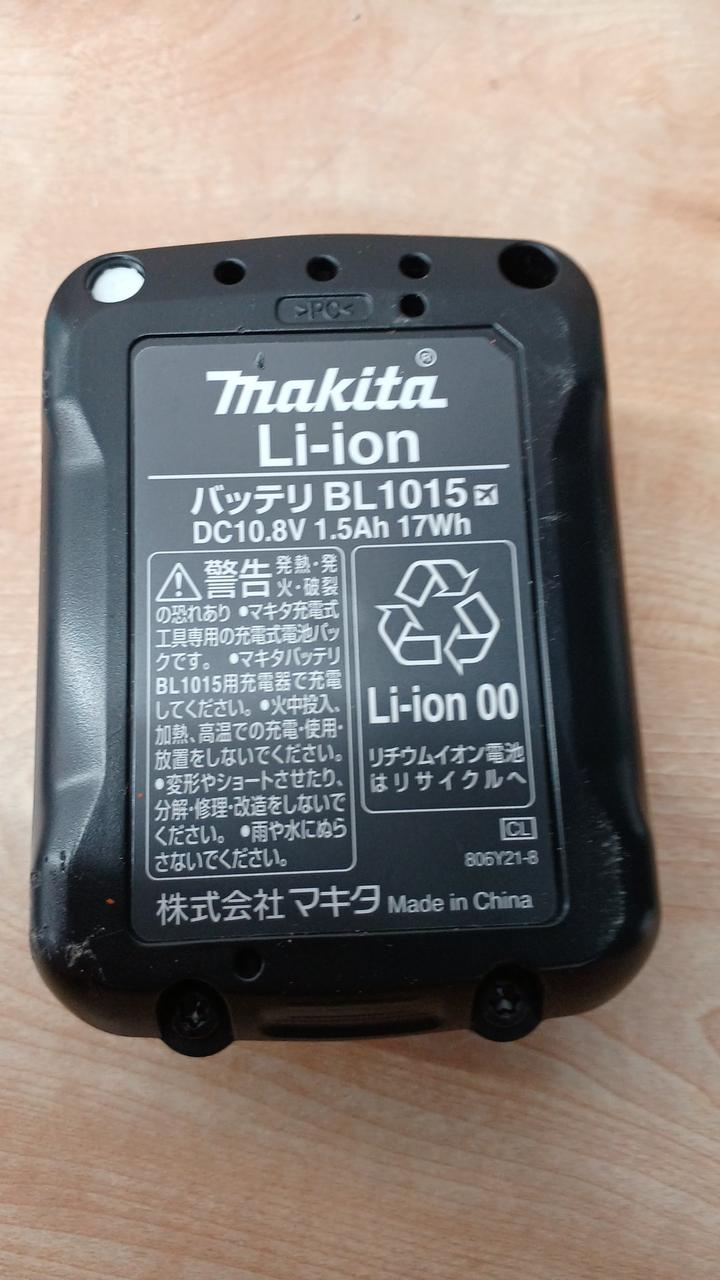 >PC<
makita®
Li-ion
バッテリ BL1015
DC10.8V 1.5Ah 17Wh
警告 発熱・発
火・破裂
の恐れあり ●マキタ充電式
工具専用の充電式電池パッ
クです。 ●マキタバッテリ
BL1015用充電器で充電
してください。●火中投入、
加熱、高温での充電・使用・
放置をしないでください。
●変形やショートさせたり、
分解・修理・改造をしないで
ください。 ●雨や水にぬら
さないでください。
Li-ion 00
リチウムイオン電池
はリサイクルへ
CL
806Y21-8
株式会社 マキタ Made in China